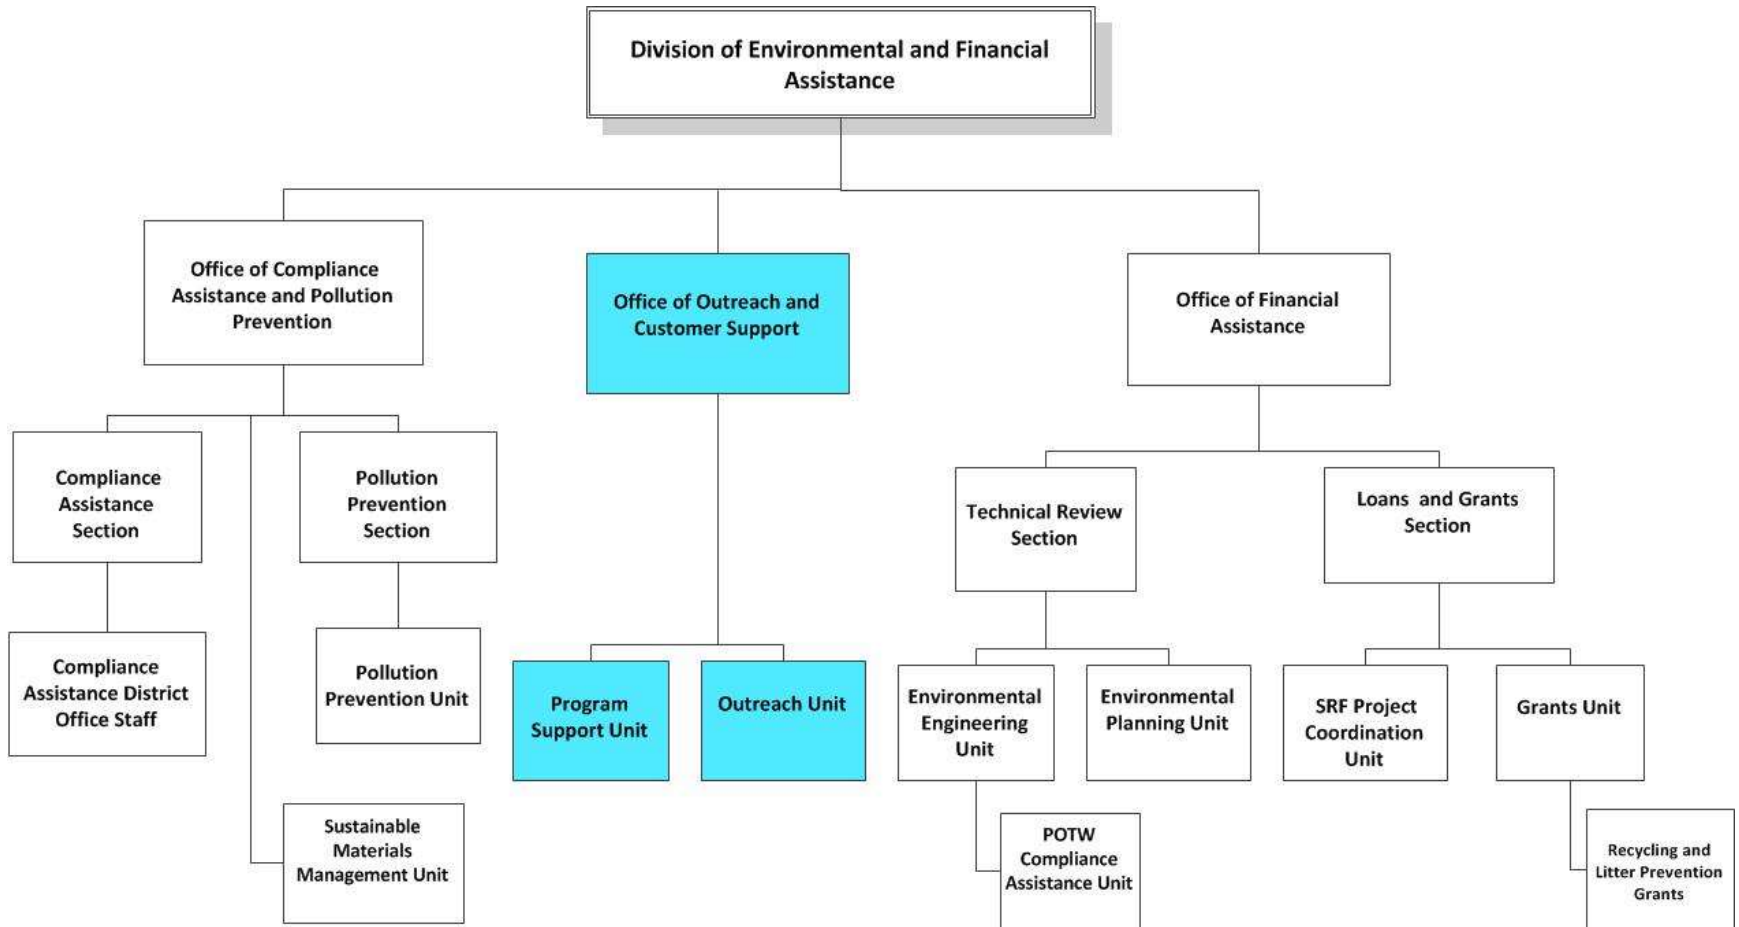 Division of Environmental and Financial
Assistance
Office of Compliance
Assistance and Pollution
Prevention
Office of Outreach and
Customer Support
Office of Financial
Assistance
Compliance
Assistance
Section
Pollution
Prevention
Section
Technical Review
Section
Loans and Grants
Section
Compliance
Assistance District
Office Staff
Pollution
Prevention Unit
Program
Support Unit
Outreach Unit
Environmental
Engineering
Unit
Environmental
Planning Unit
SRF Project
Coordination
Unit
Grants Unit
Sustainable
Materials
Management Unit
POTW
Compliance
Assistance Unit
Recycling and
Litter Prevention
Grants